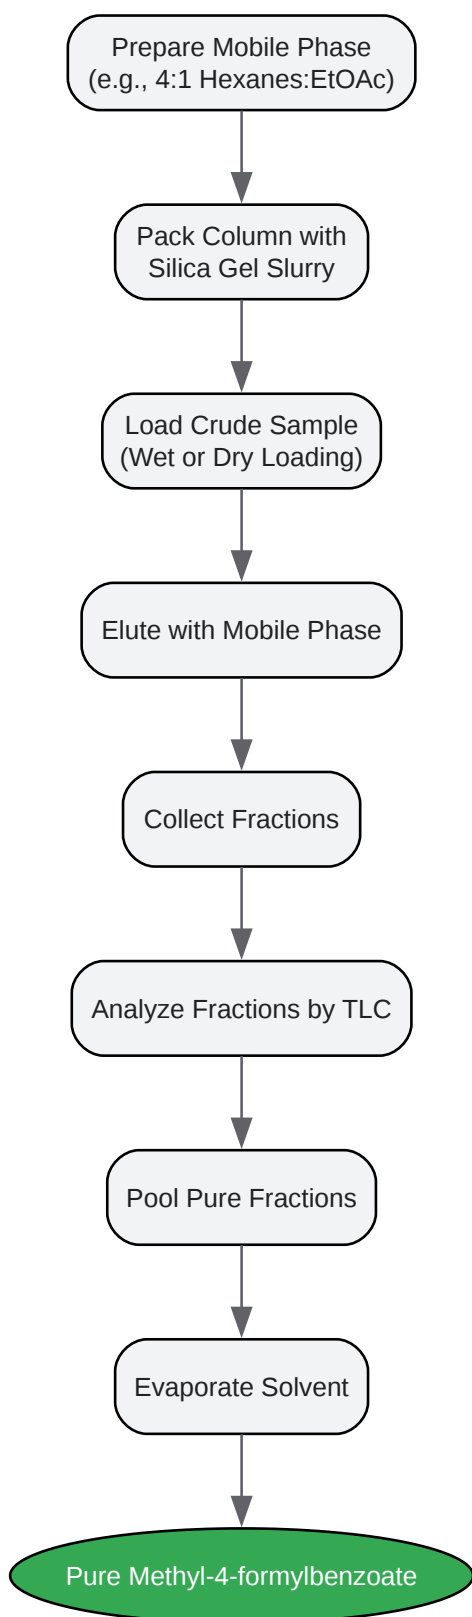 Prepare Mobile Phase
(e.g., 4:1 Hexanes:EtOAc)
Pack Column with
Silica Gel Slurry
Load Crude Sample
(Wet or Dry Loading)
Elute with Mobile Phase
Collect Fractions
Analyze Fractions by TLC
Pool Pure Fractions
Evaporate Solvent
Pure Methyl-4-formylbenzoate